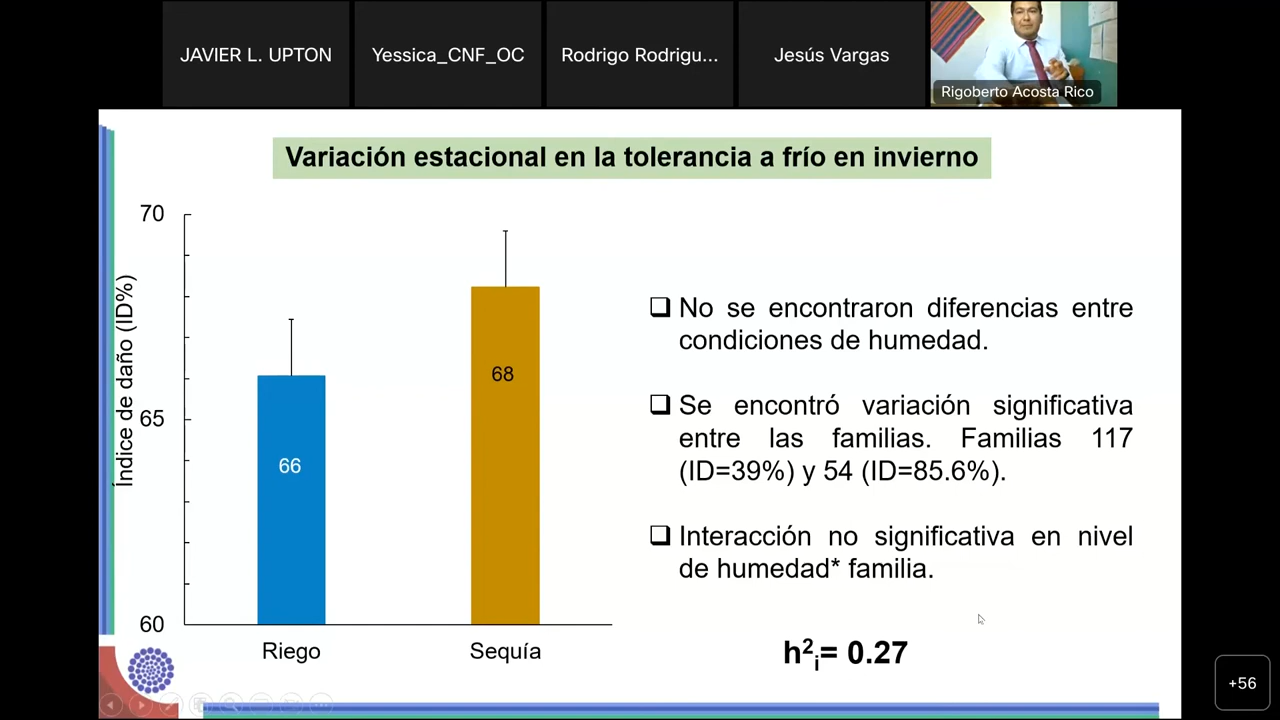 JAVIER L. UPTON
Yessica_CNF_OC
Rodrigo Rodrigu...
Jesús Vargas
Rigoberto Acosta Rico
Variación estacional en la tolerancia a frío en invierno
70
65
60
Índice de daño (ID%)
66
68
Riego
Sequía
No se encontraron diferencias entre
condiciones de humedad.
Se encontró variación significativa
entre las familias. Familias 117
(ID=39%) y 54 (ID=85.6%).
Interacción no significativa en nivel
de humedad* familia.
h²ᵢ= 0.27
+56